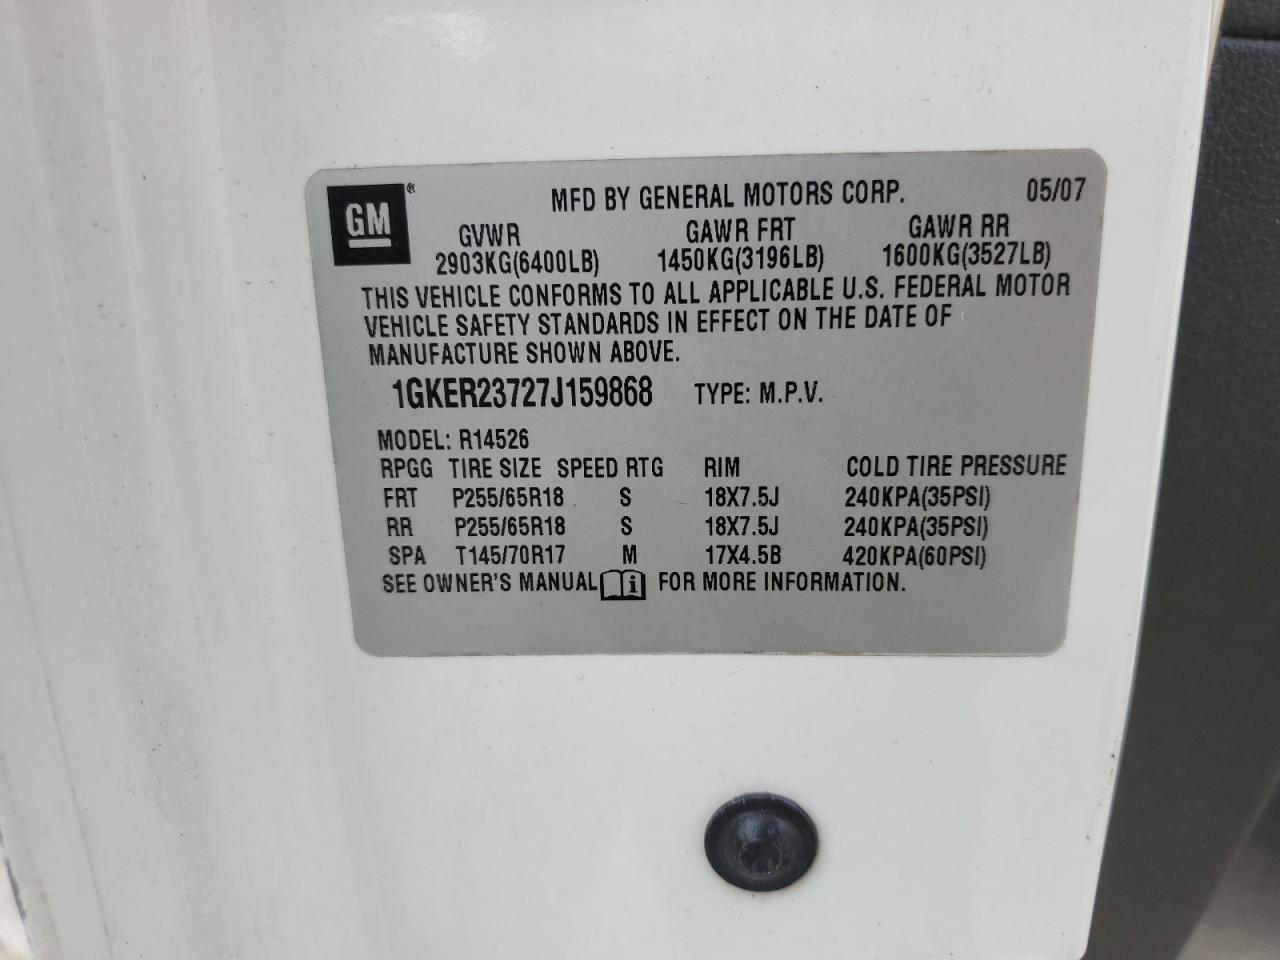 GM®
MFD BY GENERAL MOTORS CORP. 05/07
GVWR GAWR FRT GAWR RR
2903KG(6400LB) 1450KG(3196LB) 1600KG(3527LB)
THIS VEHICLE CONFORMS TO ALL APPLICABLE U.S. FEDERAL MOTOR
VEHICLE SAFETY STANDARDS IN EFFECT ON THE DATE OF
MANUFACTURE SHOWN ABOVE.
1GKER23727J159868 TYPE: M.P.V.
MODEL: R14526
RPGG TIRE SIZE SPEED RTG RIM COLD TIRE PRESSURE
FRT P255/65R18 S 18X7.5J 240KPA(35PSI)
RR P255/65R18 S 18X7.5J 240KPA(35PSI)
SPA T145/70R17 M 17X4.5B 420KPA(60PSI)
SEE OWNER'S MANUAL i FOR MORE INFORMATION.